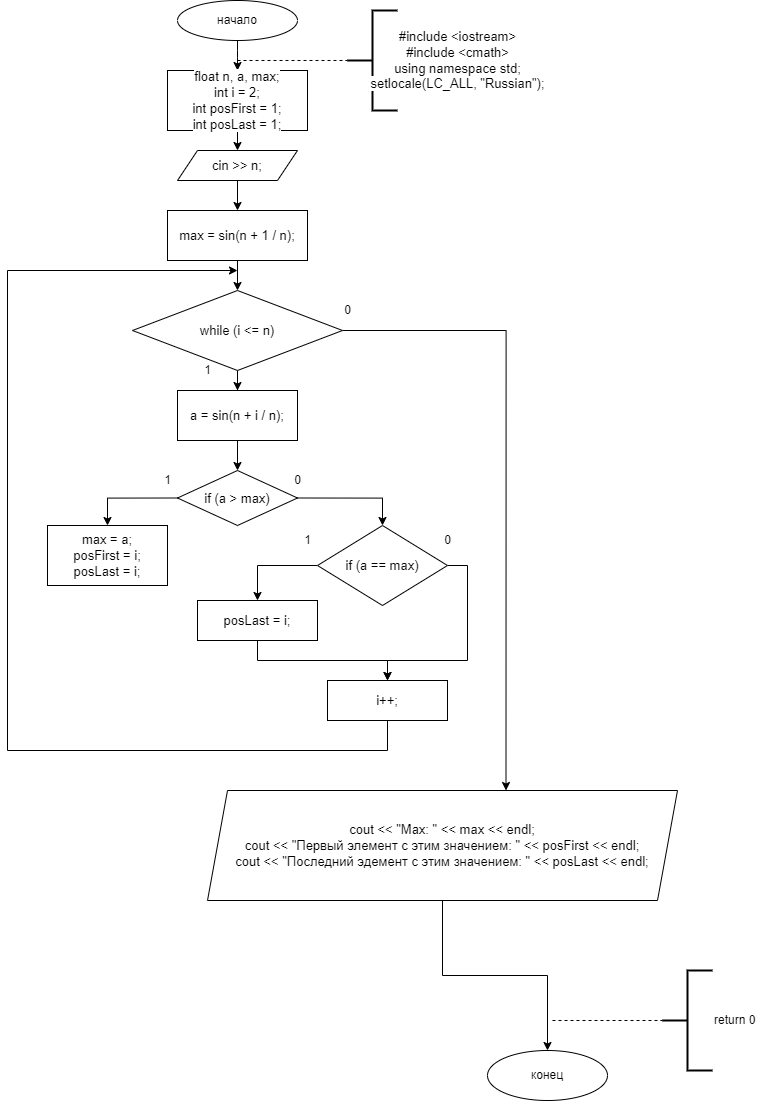 начало
#include <iostream>
#include <cmath>
using namespace std;
setlocale(LC_ALL, "Russian");
float n, a, max;
int i = 2;
int posFirst = 1;
int posLast = 1;
cin >> n;
max = sin(n + 1 / n);
while (i <= n)
0
1
a = sin(n + i / n);
if (a > max)
1
0
max = a;
posFirst = i;
posLast = i;
if (a == max)
1
0
posLast = i;
i++;
cout << "Max: " << max << endl;
cout << "Первый элемент с этим значением: " << posFirst << endl;
cout << "Последний эдемент с этим значением: " << posLast << endl;
return 0
конец